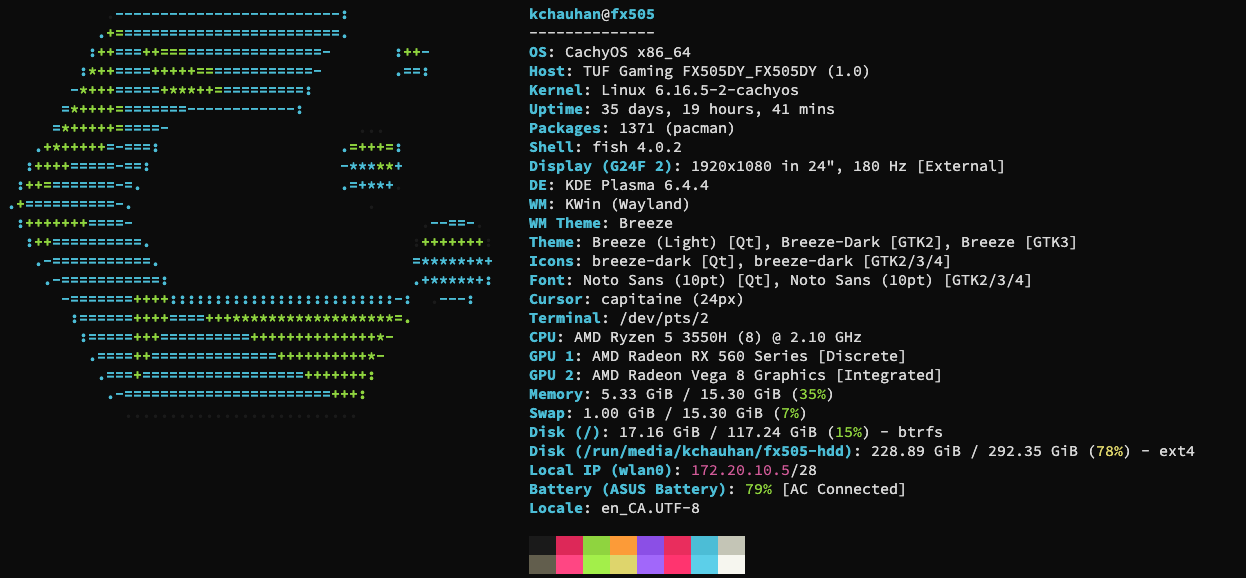 kchauhan@fx505
--------------
OS: CachyOS x86_64
Host: TUF Gaming FX505DY_FX505DY (1.0)
Kernel: Linux 6.16.5-2-cachyos
Uptime: 35 days, 19 hours, 41 mins
Packages: 1371 (pacman)
Shell: fish 4.0.2
Display (G24F 2): 1920x1080 in 24", 180 Hz [External]
DE: KDE Plasma 6.4.4
WM: KWin (Wayland)
WM Theme: Breeze
Theme: Breeze (Light) [Qt], Breeze-Dark [GTK2], Breeze [GTK3]
Icons: breeze-dark [Qt], breeze-dark [GTK2/3/4]
Font: Noto Sans (10pt) [Qt], Noto Sans (10pt) [GTK2/3/4]
Cursor: capitaine (24px)
Terminal: /dev/pts/2
CPU: AMD Ryzen 5 3550H (8) @ 2.10 GHz
GPU 1: AMD Radeon RX 560 Series [Discrete]
GPU 2: AMD Radeon Vega 8 Graphics [Integrated]
Memory: 5.33 GiB / 15.30 GiB (35%)
Swap: 1.00 GiB / 15.30 GiB (7%)
Disk (/): 17.16 GiB / 117.24 GiB (15%) - btrfs
Disk (/run/media/kchauhan/fx505-hdd): 228.89 GiB / 292.35 GiB (78%) - ext4
Local IP (wlan0): 172.20.10.5/28
Battery (ASUS Battery): 79% [AC Connected]
Locale: en_CA.UTF-8